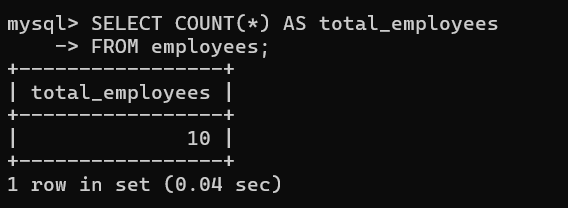 mysql> SELECT COUNT(*) AS total_employees
    -> FROM employees;
+-----------------+
| total_employees |
+-----------------+
|              10 |
+-----------------+
1 row in set (0.04 sec)